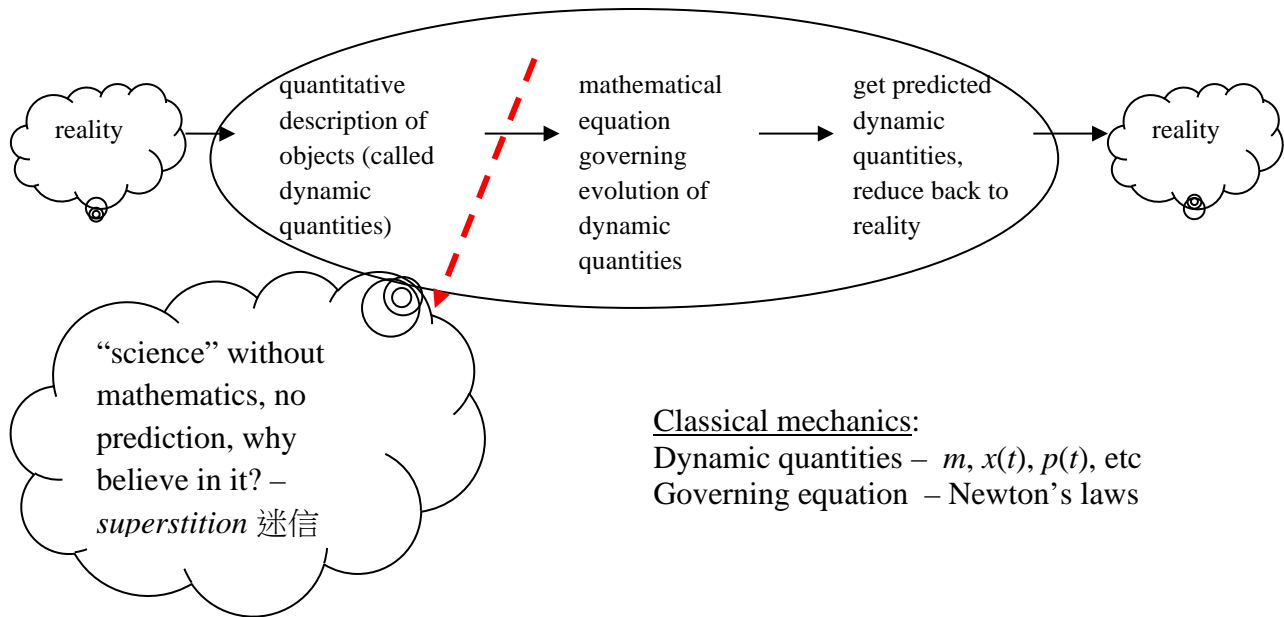 reality
quantitative
description of
objects (called
dynamic
quantities)
mathematical
equation
governing
evolution of
dynamic
quantities
get predicted
dynamic
quantities,
reduce back to
reality
reality
“science” without
mathematics, no
prediction, why
believe in it? –
superstition 迷信
Classical mechanics:
Dynamic quantities – m, x(t), p(t), etc
Governing equation – Newton’s laws